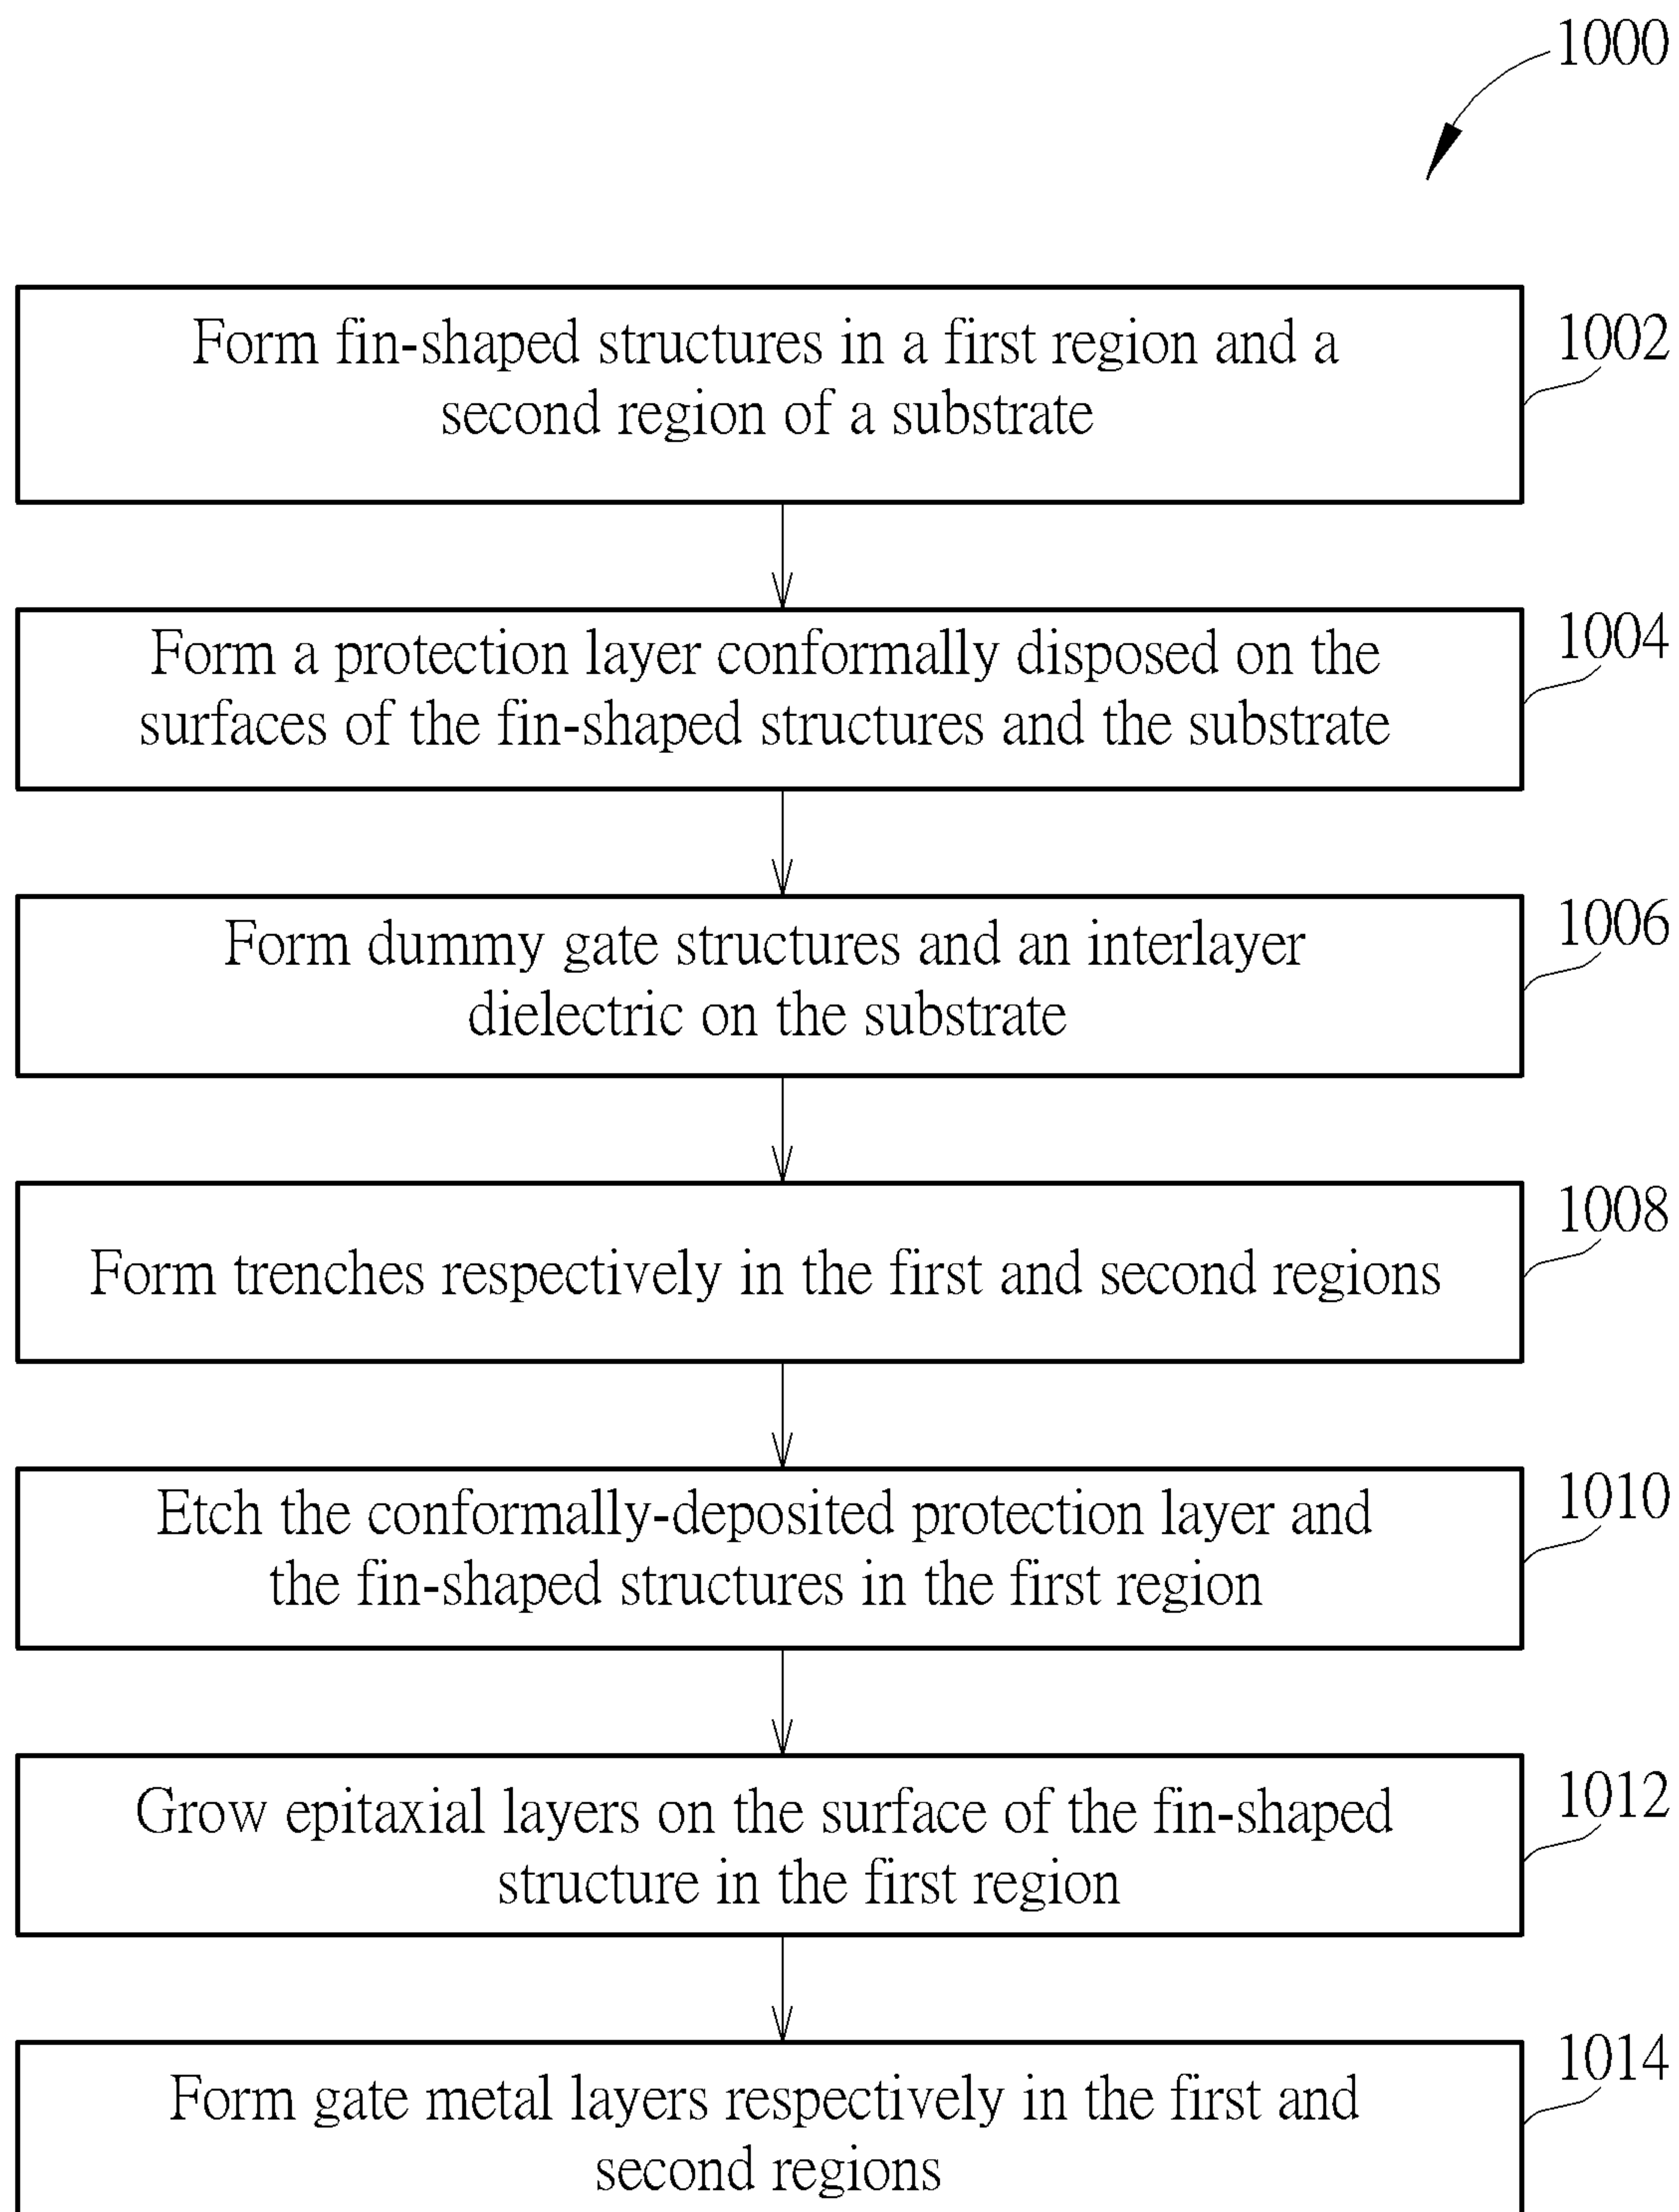 1000
Form fin-shaped structures in a first region and a
second region of a substrate
1002
Form a protection layer conformally disposed on the
surfaces of the fin-shaped structures and the substrate
1004
Form dummy gate structures and an interlayer
dielectric on the substrate
1006
Form trenches respectively in the first and second regions
1008
Etch the conformally-deposited protection layer and
the fin-shaped structures in the first region
1010
Grow epitaxial layers on the surface of the fin-shaped
structure in the first region
1012
Form gate metal layers respectively in the first and
second regions
1014